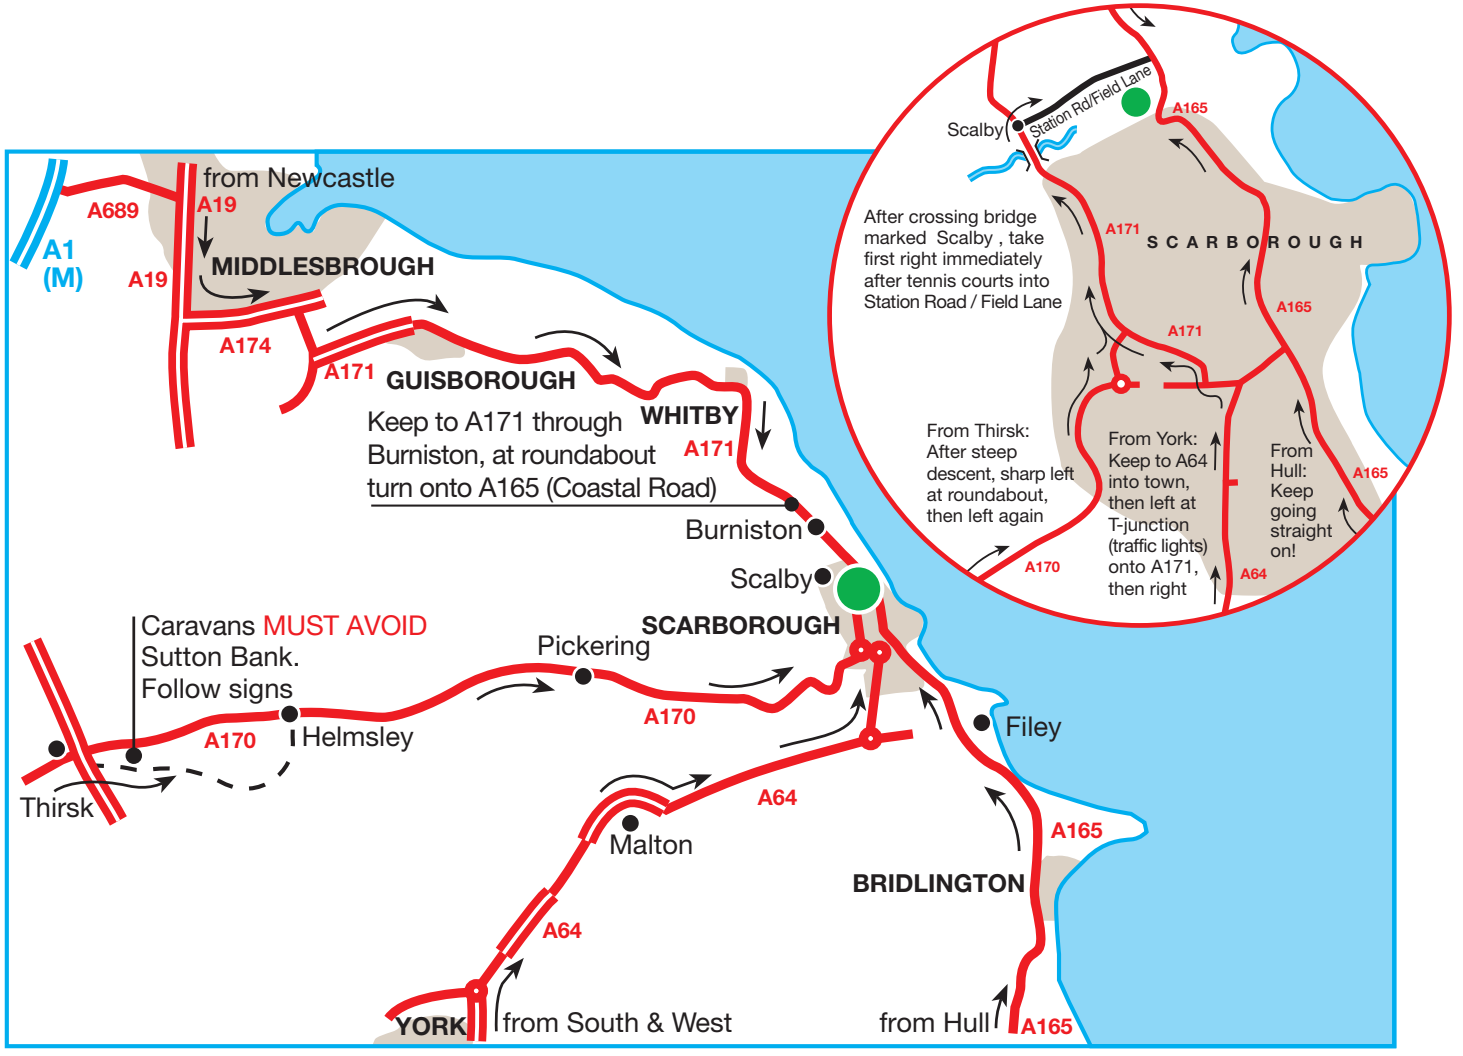 from Newcastle
A19
A689
A1
(M)
A19
MIDDLESBROUGH
A174
A171
GUISBOROUGH
WHITBY
A171
Keep to A171 through
Burniston, at roundabout
turn onto A165 (Coastal Road)
Burniston
Scalby
SCARBOROUGH
Caravans MUST AVOID
Sutton Bank.
Follow signs
Pickering
A170
A170
Helmsley
Thirsk
Filey
A64
Malton
A165
BRIDLINGTON
A64
YORK
from South & West
from Hull
A165
Station Rd/Field Lane
Scalby
A165
After crossing bridge
marked Scalby , take
first right immediately
after tennis courts into
Station Road / Field Lane
A171
SCARBOROUGH
A165
A171
From Thirsk:
After steep
descent, sharp left
at roundabout,
then left again
From York:
Keep to A64
into town,
then left at
T-junction
(traffic lights)
onto A171,
then right
From
Hull:
Keep
going
straight
on!
A165
A170
A64